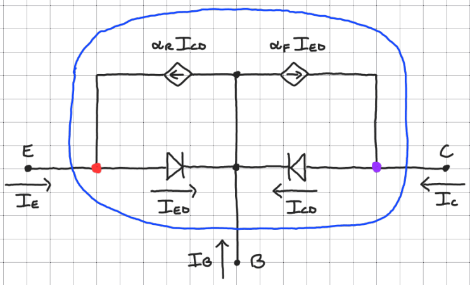 αR ICD αF IED
E C
IE IED ICD IC
IB B